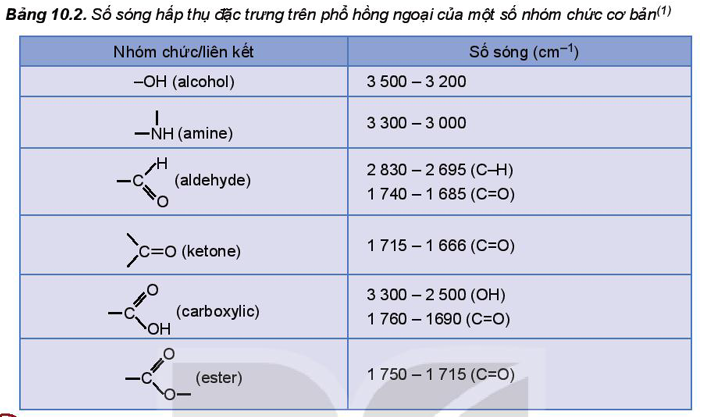 Bảng 10.2. Số sóng hấp thụ đặc trưng trên phổ hồng ngoại của một số nhóm chức cơ bản(1)
Nhóm chức/liên kết Số sóng (cm–1)
–OH (alcohol) 3 500 – 3 200
–NH (amine) 3 300 – 3 000
H
–C (aldehyde) 2 830 – 2 695 (C–H)
O 1 740 – 1 685 (C=O)
C=O (ketone) 1 715 – 1 666 (C=O)
O 3 300 – 2 500 (OH)
–C (carboxylic) 1 760 – 1690 (C=O)
OH
O
–C (ester) 1 750 – 1 715 (C=O)
O–